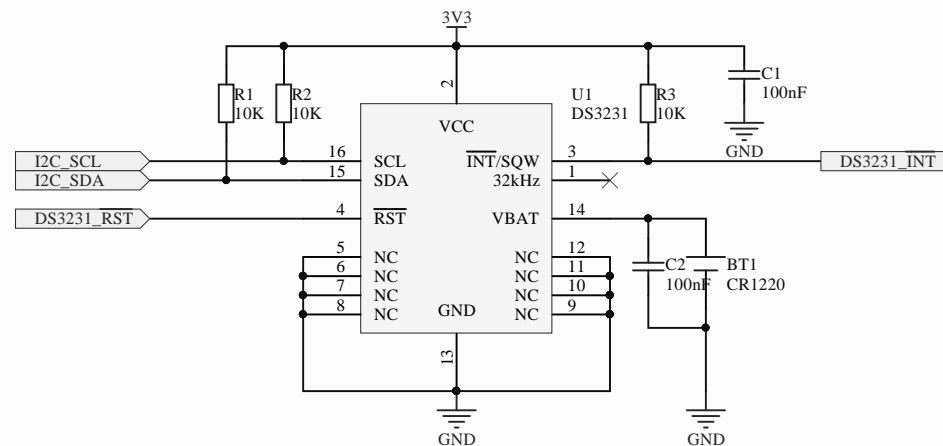 3V3
R1
10K
R2
10K
2
VCC
U1
DS3231
R3
10K
C1
100nF
GND
I2C_SCL
16
SCL
INT/SQW
3
DS3231_INT
I2C_SDA
15
SDA
32kHz
1
DS3231_RST
4
RST
VBAT
14
5
NC
NC
12
6
NC
NC
11
7
NC
NC
10
8
NC
GND
NC
9
C2
100nF
BT1
CR1220
13
GND
GND